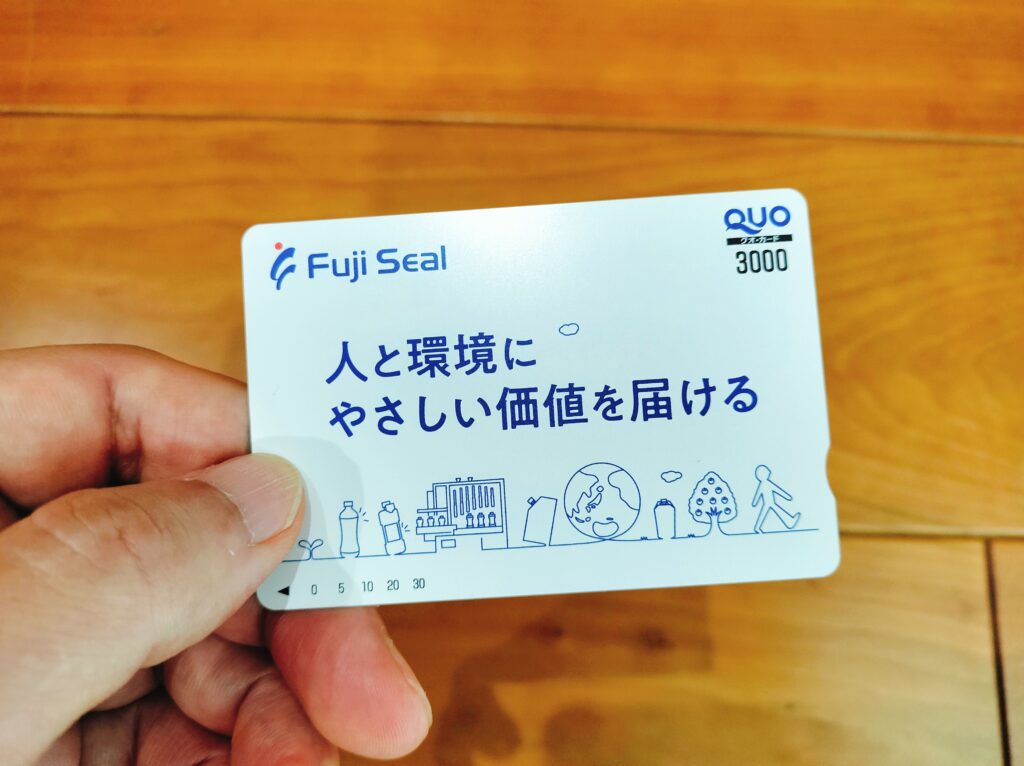 Fuji Seal
QUO
クオ・カード
3000
人と環境に
やさしい価値を届ける
◀ 0 5 10 20 30